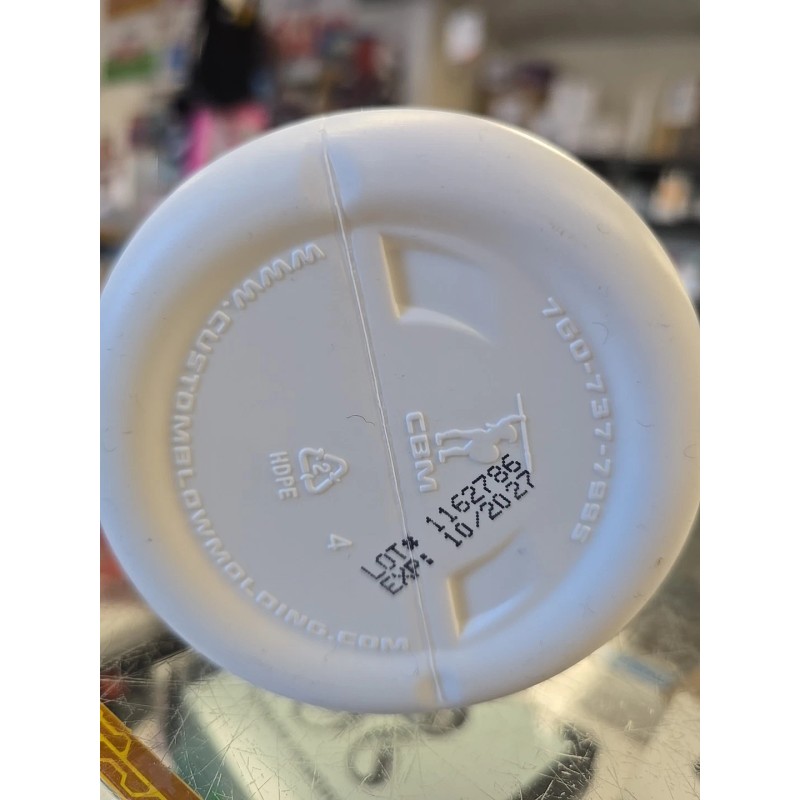 WWW.CUSTOMBLOWMOLDING.COM
760-737-7995
CBM
2
HDPE
4
LOT# 1162786
EXP: 10/2027